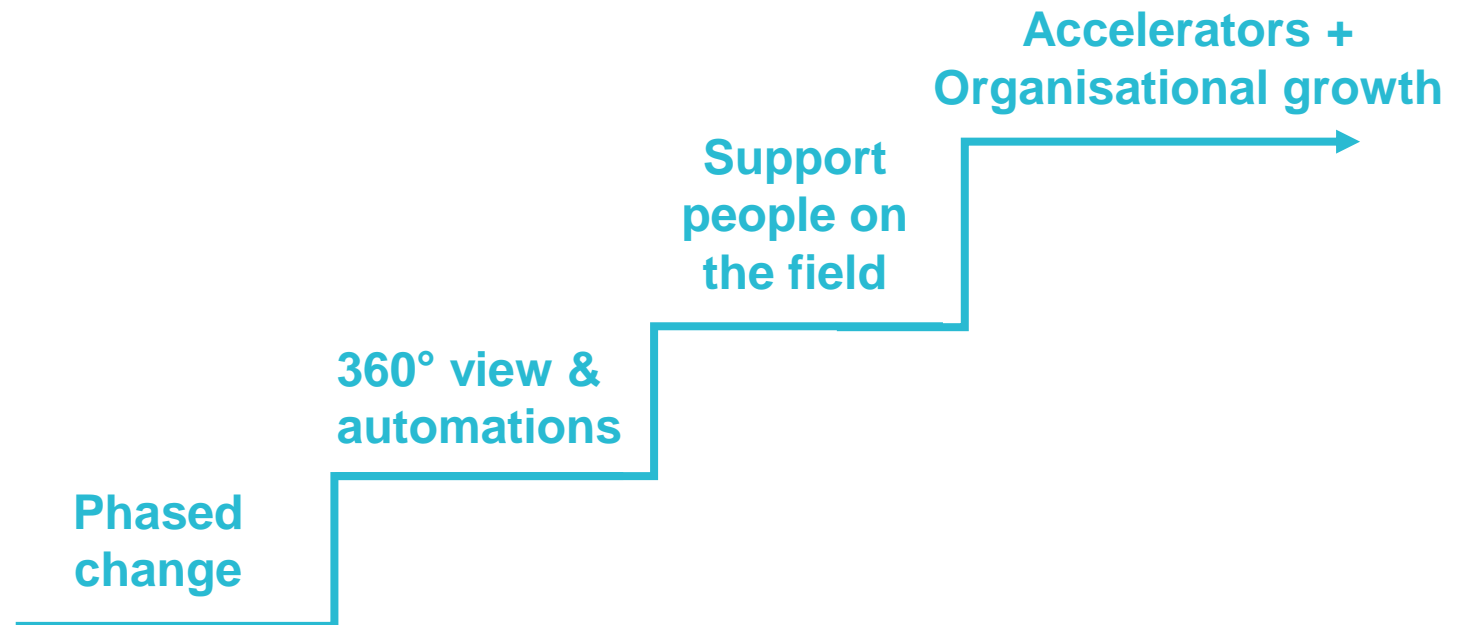 Accelerators +
Organisational growth
Support
people on
the field
360° view &
automations
Phased
change